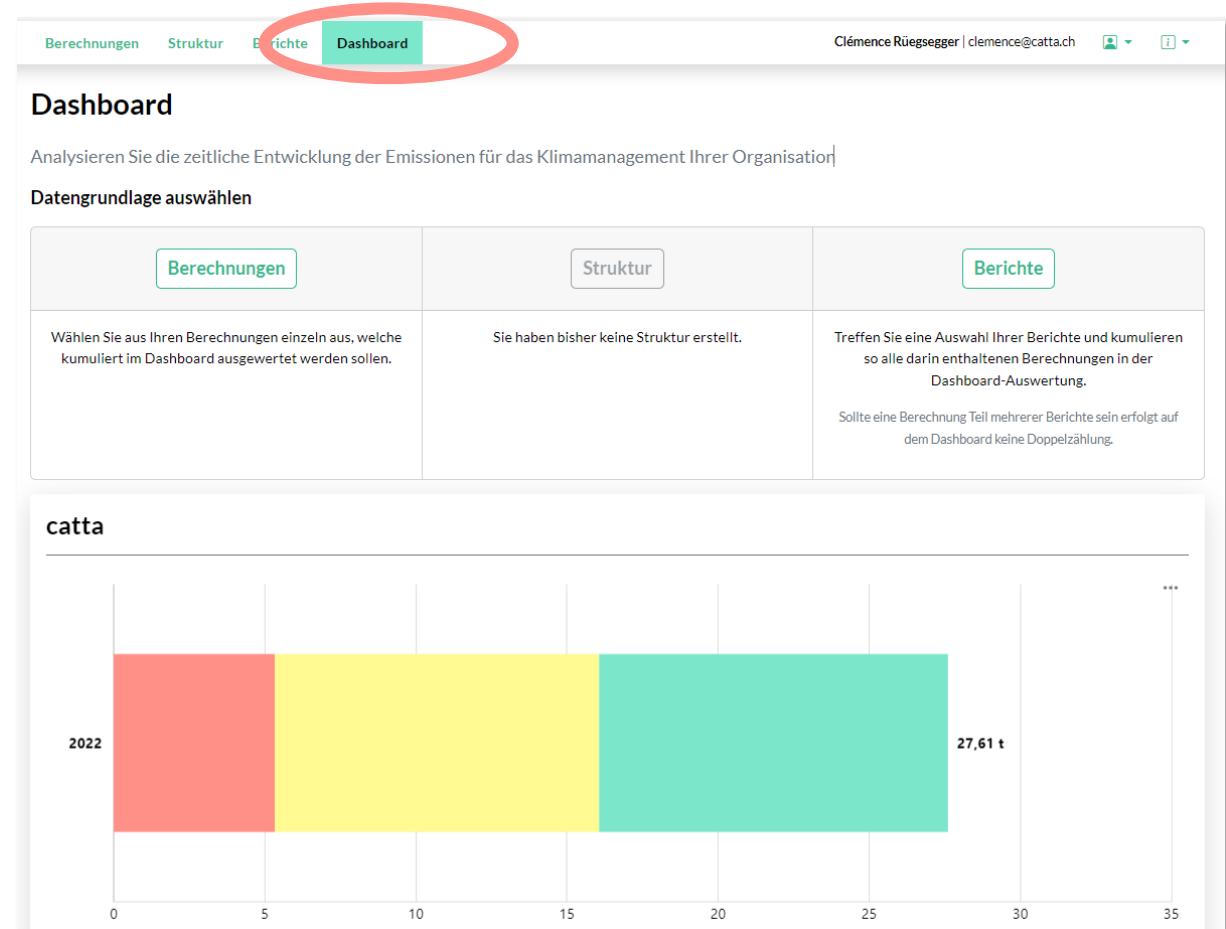 Berechnungen Struktur Berichte Dashboard Clémence Rüegsegger | clemence@catta.ch
Dashboard
Analysieren Sie die zeitliche Entwicklung der Emissionen für das Klimamanagement Ihrer Organisation
Datengrundlage auswählen
Berechnungen
Struktur
Berichte
Wählen Sie aus Ihren Berechnungen einzeln aus, welche
kumuliert im Dashboard ausgewertet werden sollen.
Sie haben bisher keine Struktur erstellt.
Treffen Sie eine Auswahl Ihrer Berichte und kumulieren
so alle darin enthaltenen Berechnungen in der
Dashboard-Auswertung.
Sollte eine Berechnung Teil mehrerer Berichte sein erfolgt auf
dem Dashboard keine Doppelzählung.
catta
2022
27,61 t
0 5 10 15 20 25 30 35